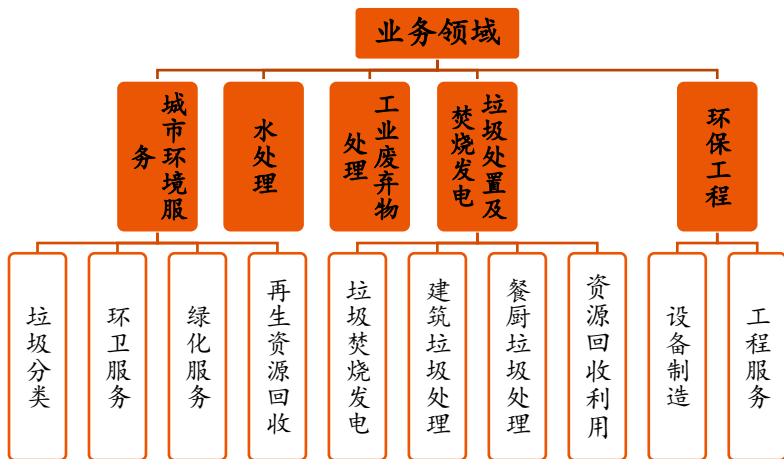 业务领域
城市环境服务
水处理
工业废弃物处理
垃圾处置及焚烧发电
环保工程
垃圾分类
环卫服务
绿化服务
再生资源回收
垃圾焚烧发电
建筑垃圾处理
餐厨垃圾处理
资源回收利用
设备制造
工程服务